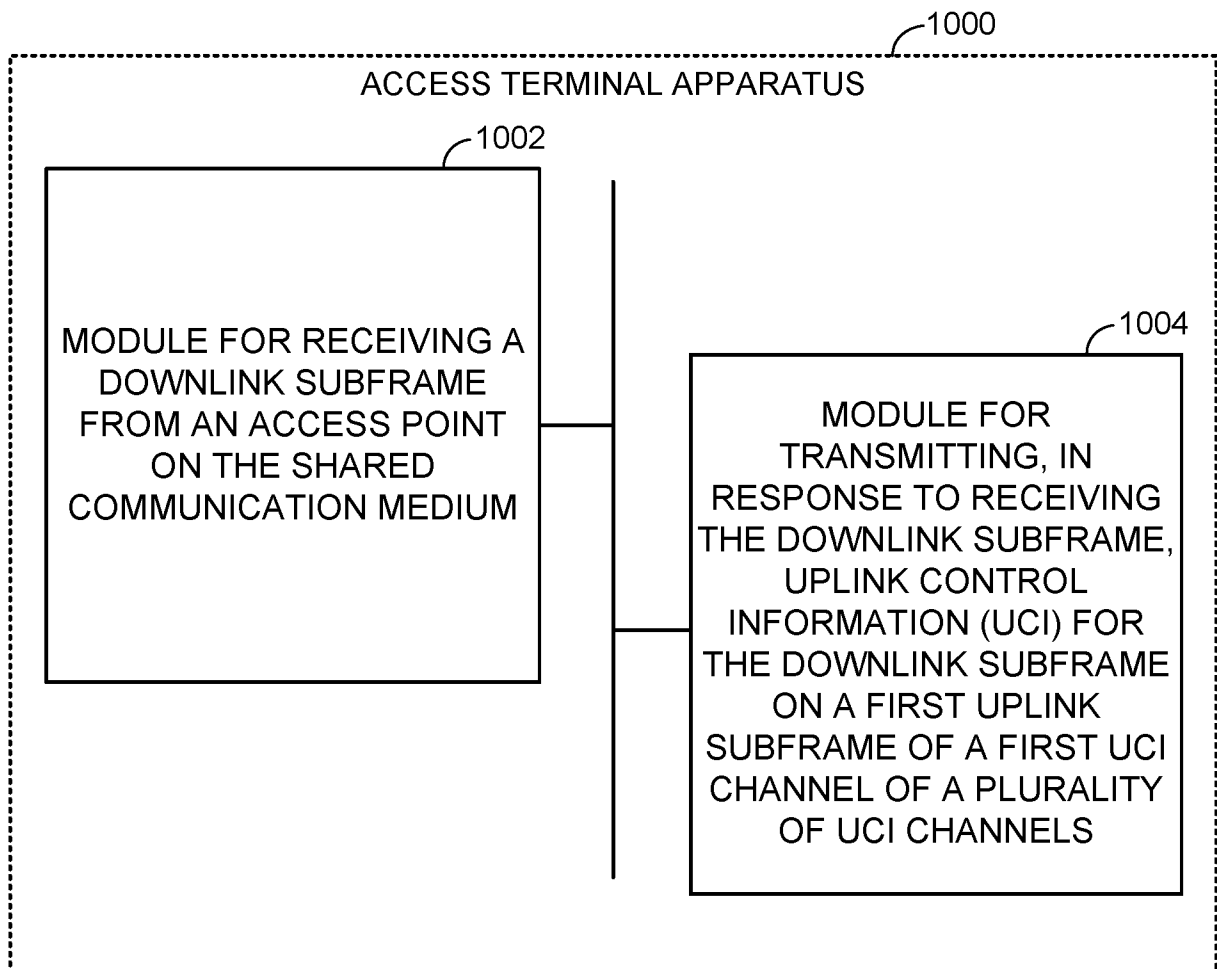 1000
ACCESS TERMINAL APPARATUS
1002
MODULE FOR RECEIVING A
DOWNLINK SUBFRAME
FROM AN ACCESS POINT
ON THE SHARED
COMMUNICATION MEDIUM
1004
MODULE FOR
TRANSMITTING, IN
RESPONSE TO RECEIVING
THE DOWNLINK SUBFRAME,
UPLINK CONTROL
INFORMATION (UCI) FOR
THE DOWNLINK SUBFRAME
ON A FIRST UPLINK
SUBFRAME OF A FIRST UCI
CHANNEL OF A PLURALITY
OF UCI CHANNELS